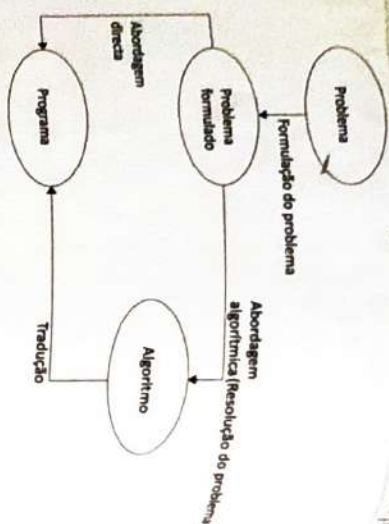 Problema
Formulação do problema
Problema
formulado
Abordagem
directa
Abordagem
algorítmica (Resolução do problema
Algoritmo
Tradução
Programa